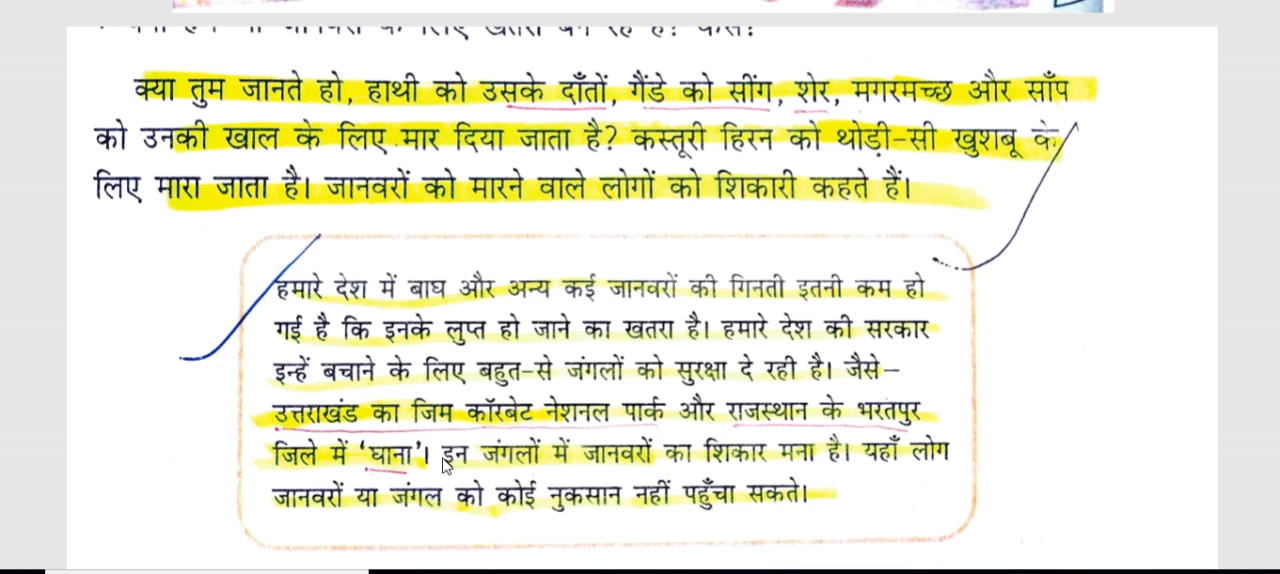 क्या तुम जानते हो, हाथी को उसके दाँतों, गैंडे को सींग, शेर, मगरमच्छ और साँप
को उनकी खाल के लिए मार दिया जाता है? कस्तूरी हिरन को थोड़ी-सी खुशबू के
लिए मारा जाता है। जानवरों को मारने वाले लोगों को शिकारी कहते हैं।
हमारे देश में बाघ और अन्य कई जानवरों की गिनती इतनी कम हो
गई है कि इनके लुप्त हो जाने का खतरा है। हमारे देश की सरकार
इन्हें बचाने के लिए बहुत-से जंगलों को सुरक्षा दे रही है। जैसे–
उत्तराखंड का जिम कॉरबेट नेशनल पार्क और राजस्थान के भरतपुर
जिले में ‘घाना’। इन जंगलों में जानवरों का शिकार मना है। यहाँ लोग
जानवरों या जंगल को कोई नुकसान नहीं पहुँचा सकते।